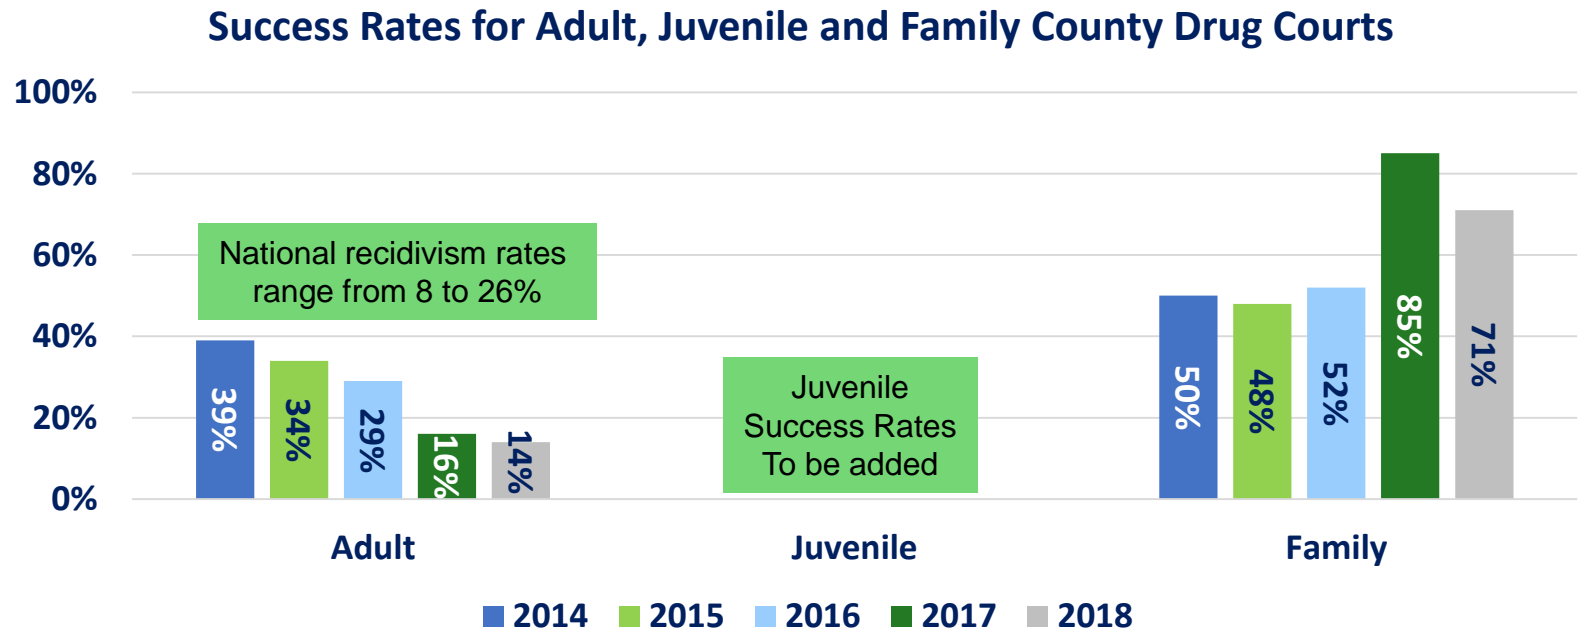 Success Rates for Adult, Juvenile and Family County Drug Courts
100%
80%
60%
40%
20%
0%
National recidivism rates
range from 8 to 26%
39%
34%
29%
16%
14%
Juvenile
Success Rates
To be added
50%
48%
52%
85%
71%
Adult
Juvenile
Family
2014
2015
2016
2017
2018